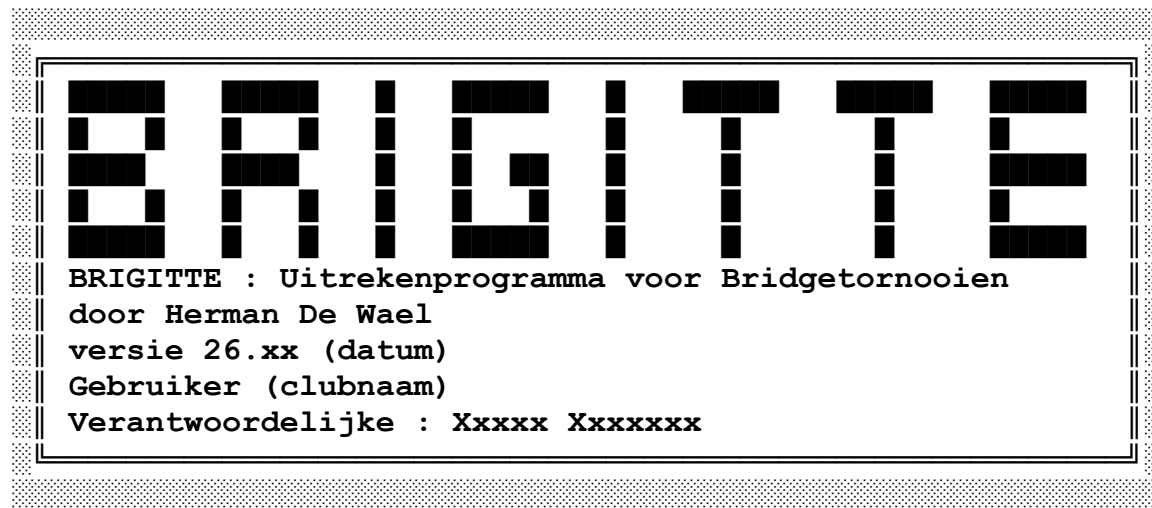 BRIGITTE
BRIGITTE : Uitrekenprogramma voor Bridgetornooien
door Herman De Wael
versie 26.xx (datum)
Gebruiker (clubnaam)
Verantwoordelijke : Xxxxx Xxxxxxx